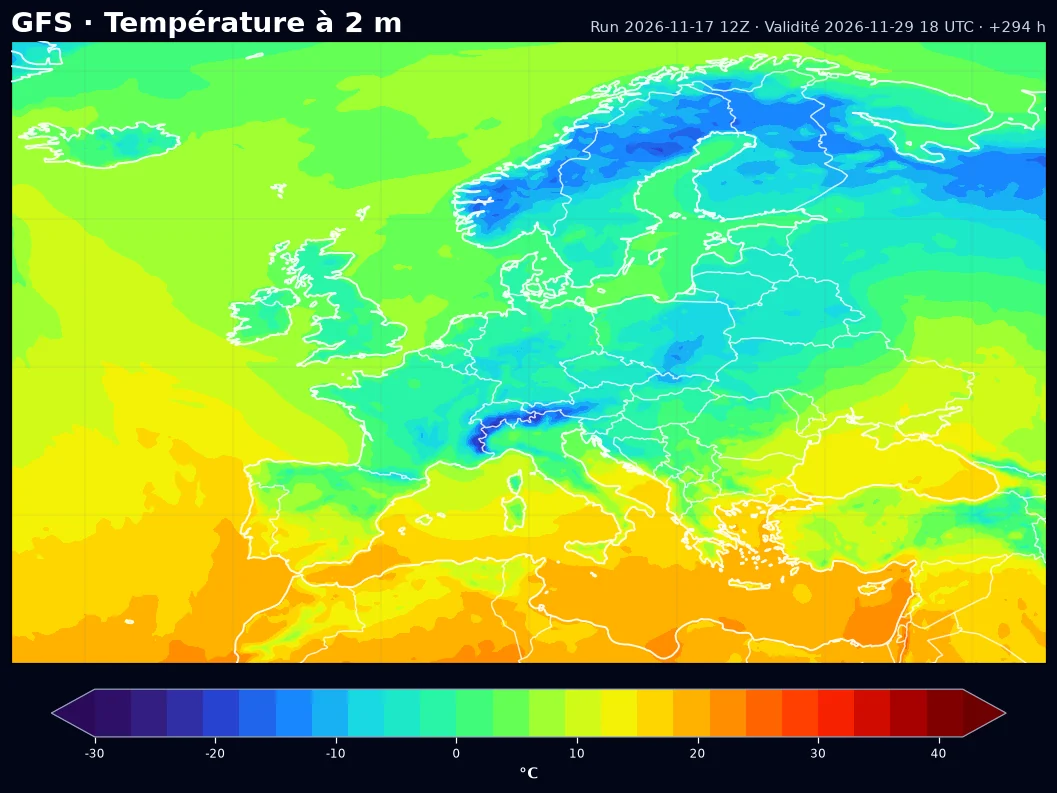 GFS · Température à 2 m
Run 2026-11-17 12Z · Validité 2026-11-29 18 UTC · +294 h
-30 -20 -10 0 10 20 30 40
°C